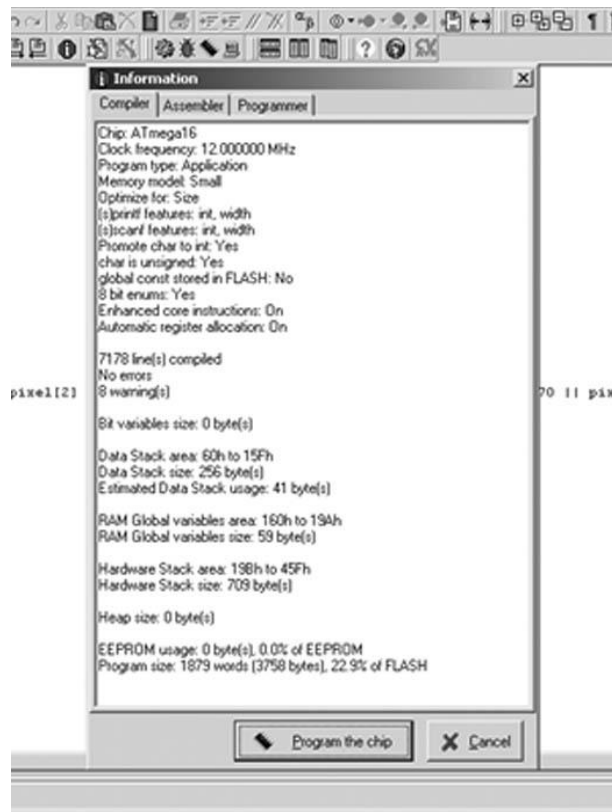 Information
Compiler Assembler Programmer
Chip: ATmega16
Clock frequency: 12.000000 MHz
Program type: Application
Memory model: Small
Optimize for: Size
(s)printf features: int, width
(s)scanf features: int, width
Promote char to int: Yes
char is unsigned: Yes
global const stored in FLASH: No
8 bit enums: Yes
Enhanced core instructions: On
Automatic register allocation: On
7178 line(s) compiled
No errors
pixel[2] 8 warning(s) 70 || pix
Bit variables size: 0 byte(s)
Data Stack area: 60h to 15Fh
Data Stack size: 256 byte(s)
Estimated Data Stack usage: 41 byte(s)
RAM Global variables area: 160h to 19Ah
RAM Global variables size: 59 byte(s)
Hardware Stack area: 19Bh to 45Fh
Hardware Stack size: 709 byte(s)
Heap size: 0 byte(s)
EEPROM usage: 0 byte(s), 0.0% of EEPROM
Program size: 1879 words (3758 bytes), 22.9% of FLASH
Program the chip Cancel